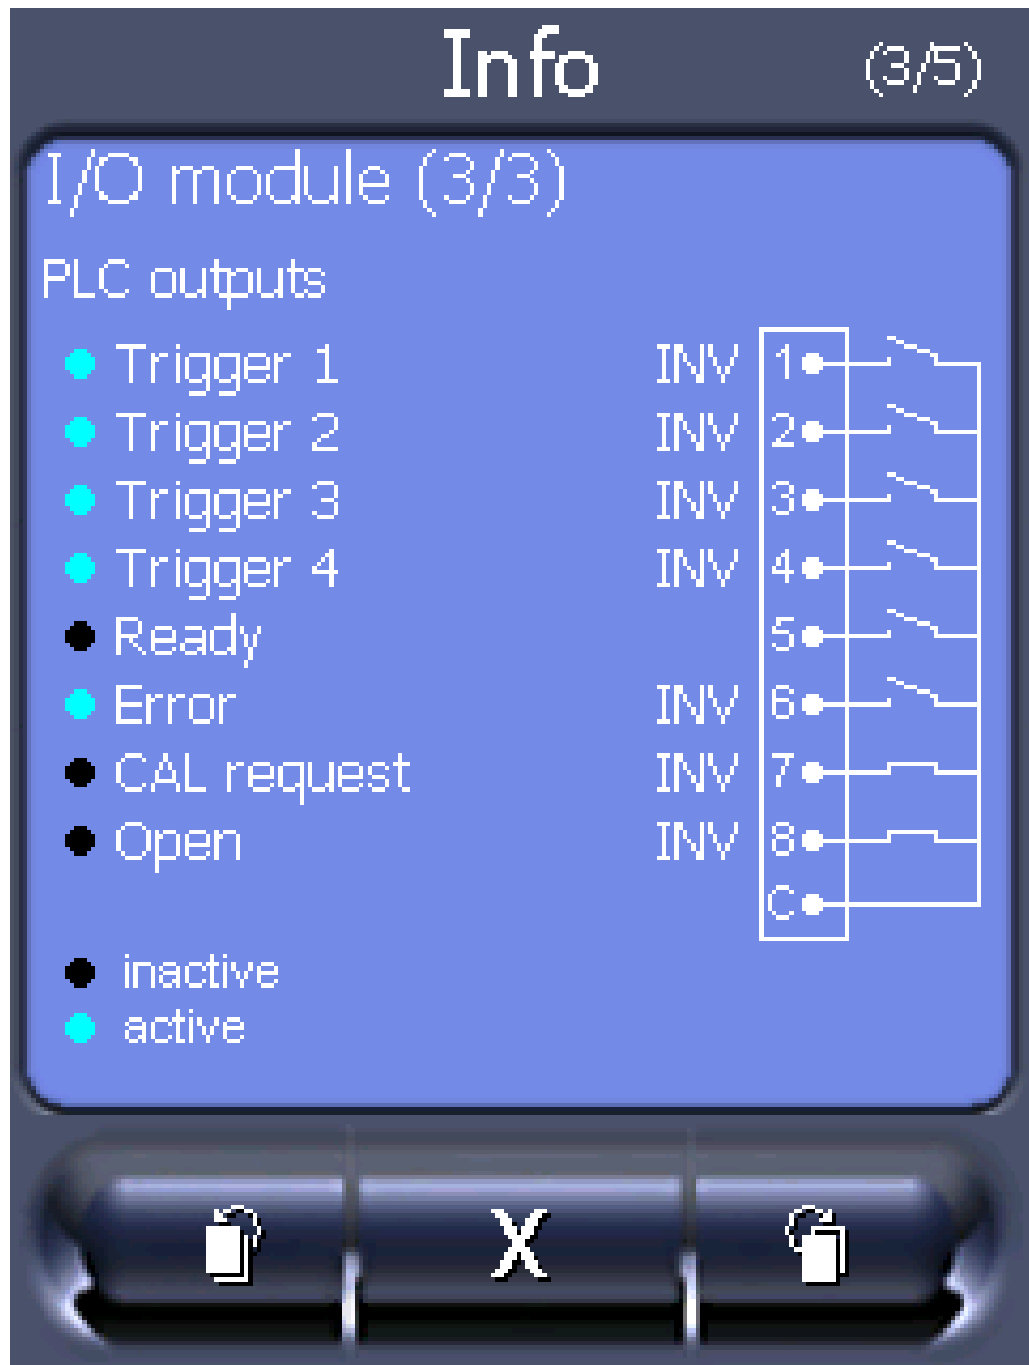 Info (3/5)
I/O module (3/3)
PLC outputs
Trigger 1 INV 1
Trigger 2 INV 2
Trigger 3 INV 3
Trigger 4 INV 4
Ready 5
Error INV 6
CAL request INV 7
Open INV 8
C
inactive
active
X